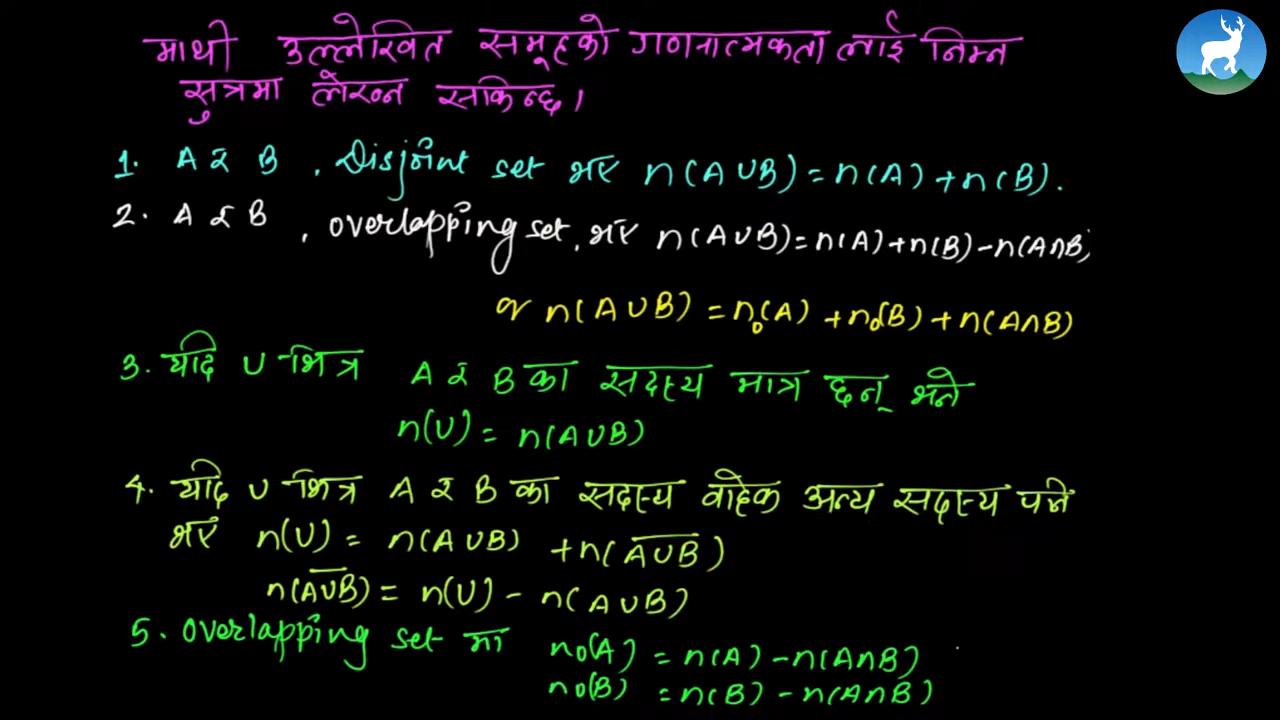 माथी उल्लेखित समूहको गणनात्मकता लाई निम्न
सुत्रमा लेख्न सकिन्छ ।
1. A र B , Disjoint set भए n(A∪B) = n(A) + n(B).
2. A र B , overlapping set, भए n(A∪B) = n(A) + n(B) - n(A∩B)
or n(A∪B) = n₀(A) + n₀(B) + n(A∩B)
3. यदि U भित्र A र B का सदस्य मात्र छन् भने
n(U) = n(A∪B)
4. यदि U भित्र A र B का सदस्य वाहेक अन्य सदस्य पनि
भए n(U) = n(A∪B) + n(A̅∪̅B̅)
n(A̅∪̅B̅) = n(U) - n(A∪B)
5. overlapping set मा n₀(A) = n(A) - n(A∩B)
n₀(B) = n(B) - n(A∩B)